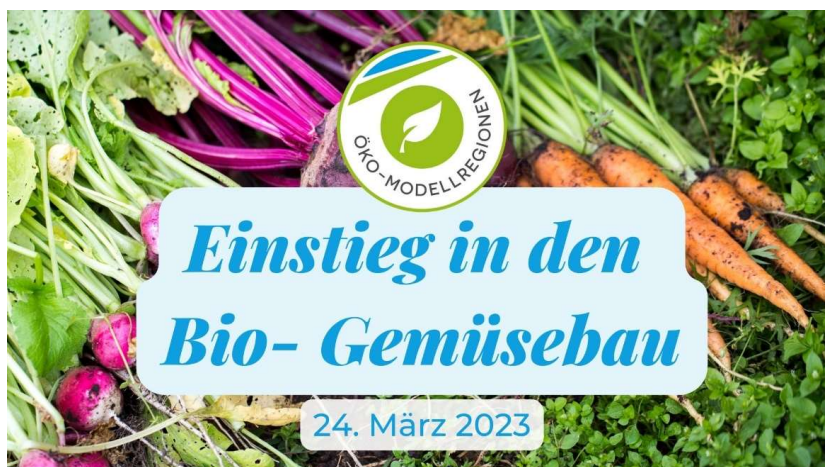 ÖKO-MODELLREGIONEN
Einstieg in den
Bio- Gemüsebau
24. März 2023